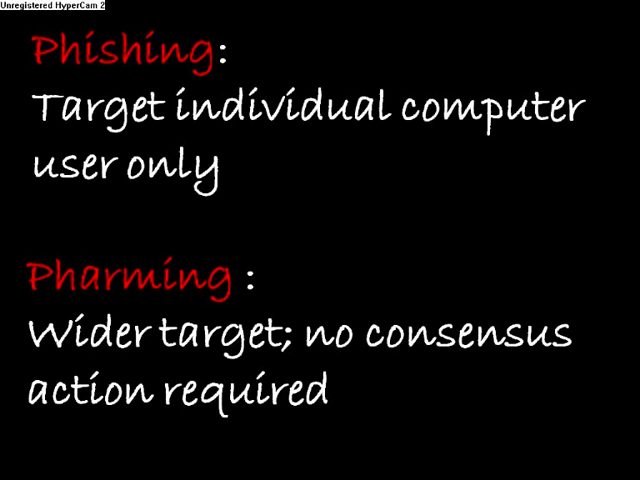 Unregistered HyperCam 2
Phishing:
Target individual computer
user only
Pharming :
Wider target; no consensus
action required